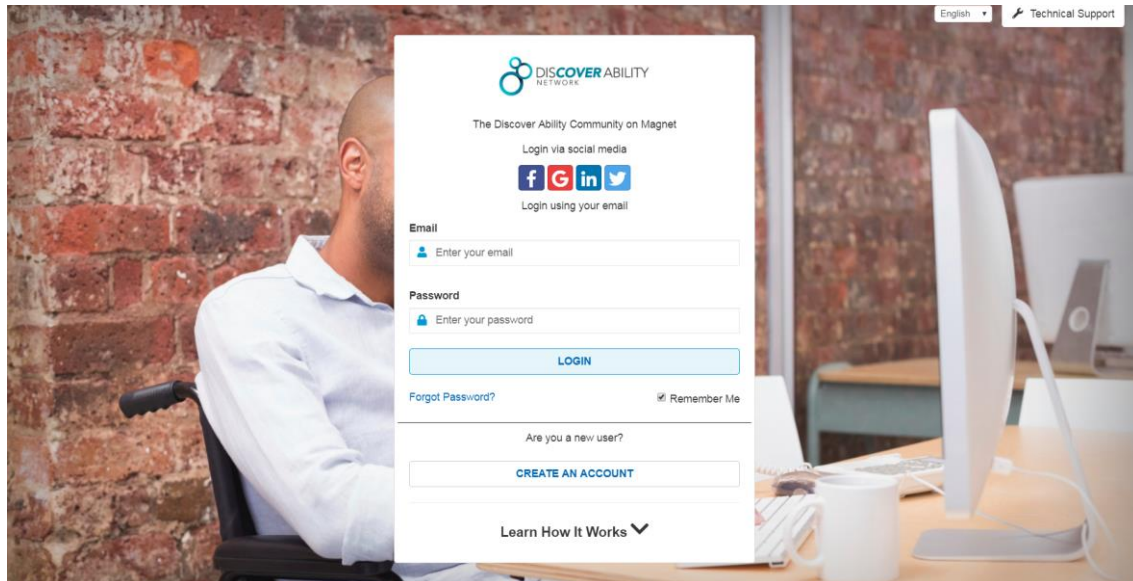 English
Technical Support
DISCOVER ABILITY
NETWORK
The Discover Ability Community on Magnet
Login via social media
f G in
Login using your email
Email
Enter your email
Password
Enter your password
LOGIN
Forgot Password? Remember Me
Are you a new user?
CREATE AN ACCOUNT
Learn How It Works